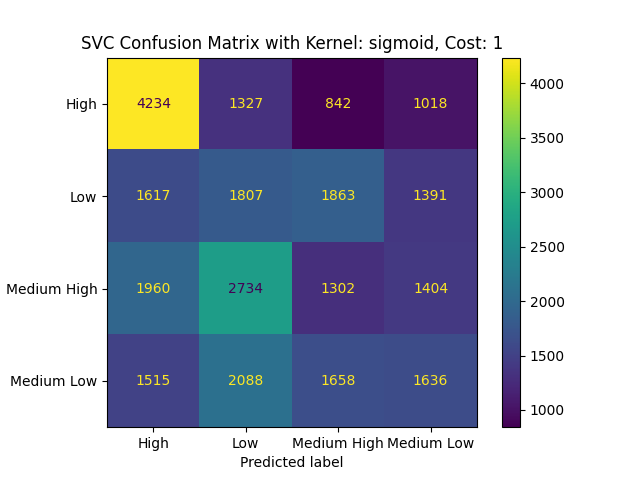 SVC Confusion Matrix with Kernel: sigmoid, Cost: 1
High 4234 1327 842 1018
Low 1617 1807 1863 1391
Medium High 1960 2734 1302 1404
Medium Low 1515 2088 1658 1636
High Low Medium High Medium Low
Predicted label
4000
3500
3000
2500
2000
1500
1000